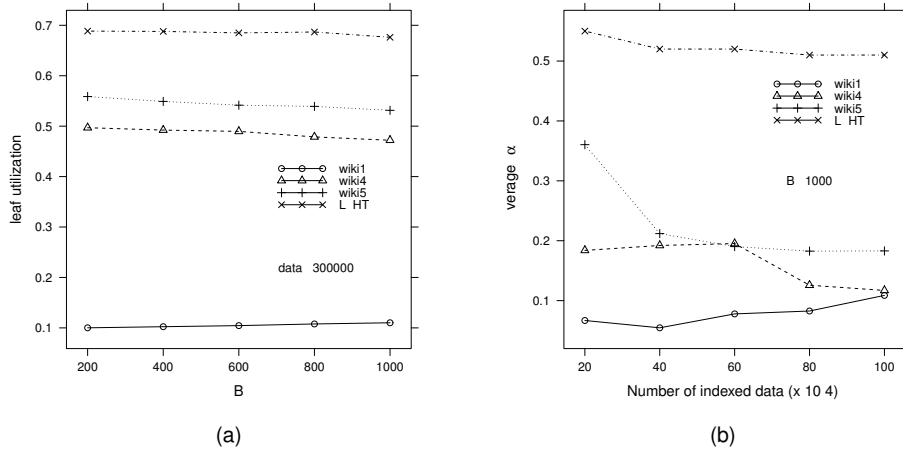 0.7
0.6
0.5
0.4
0.3
0.2
0.1
leaf utilization
wiki1
wiki4
wiki5
L HT
data 300000
200 400 600 800 1000
B
(a)
0.5
0.3
0.2
0.1
verage α
wiki1
wiki4
wiki5
L HT
B 1000
20 40 60 80 100
Number of indexed data (x 10 4)
(b)